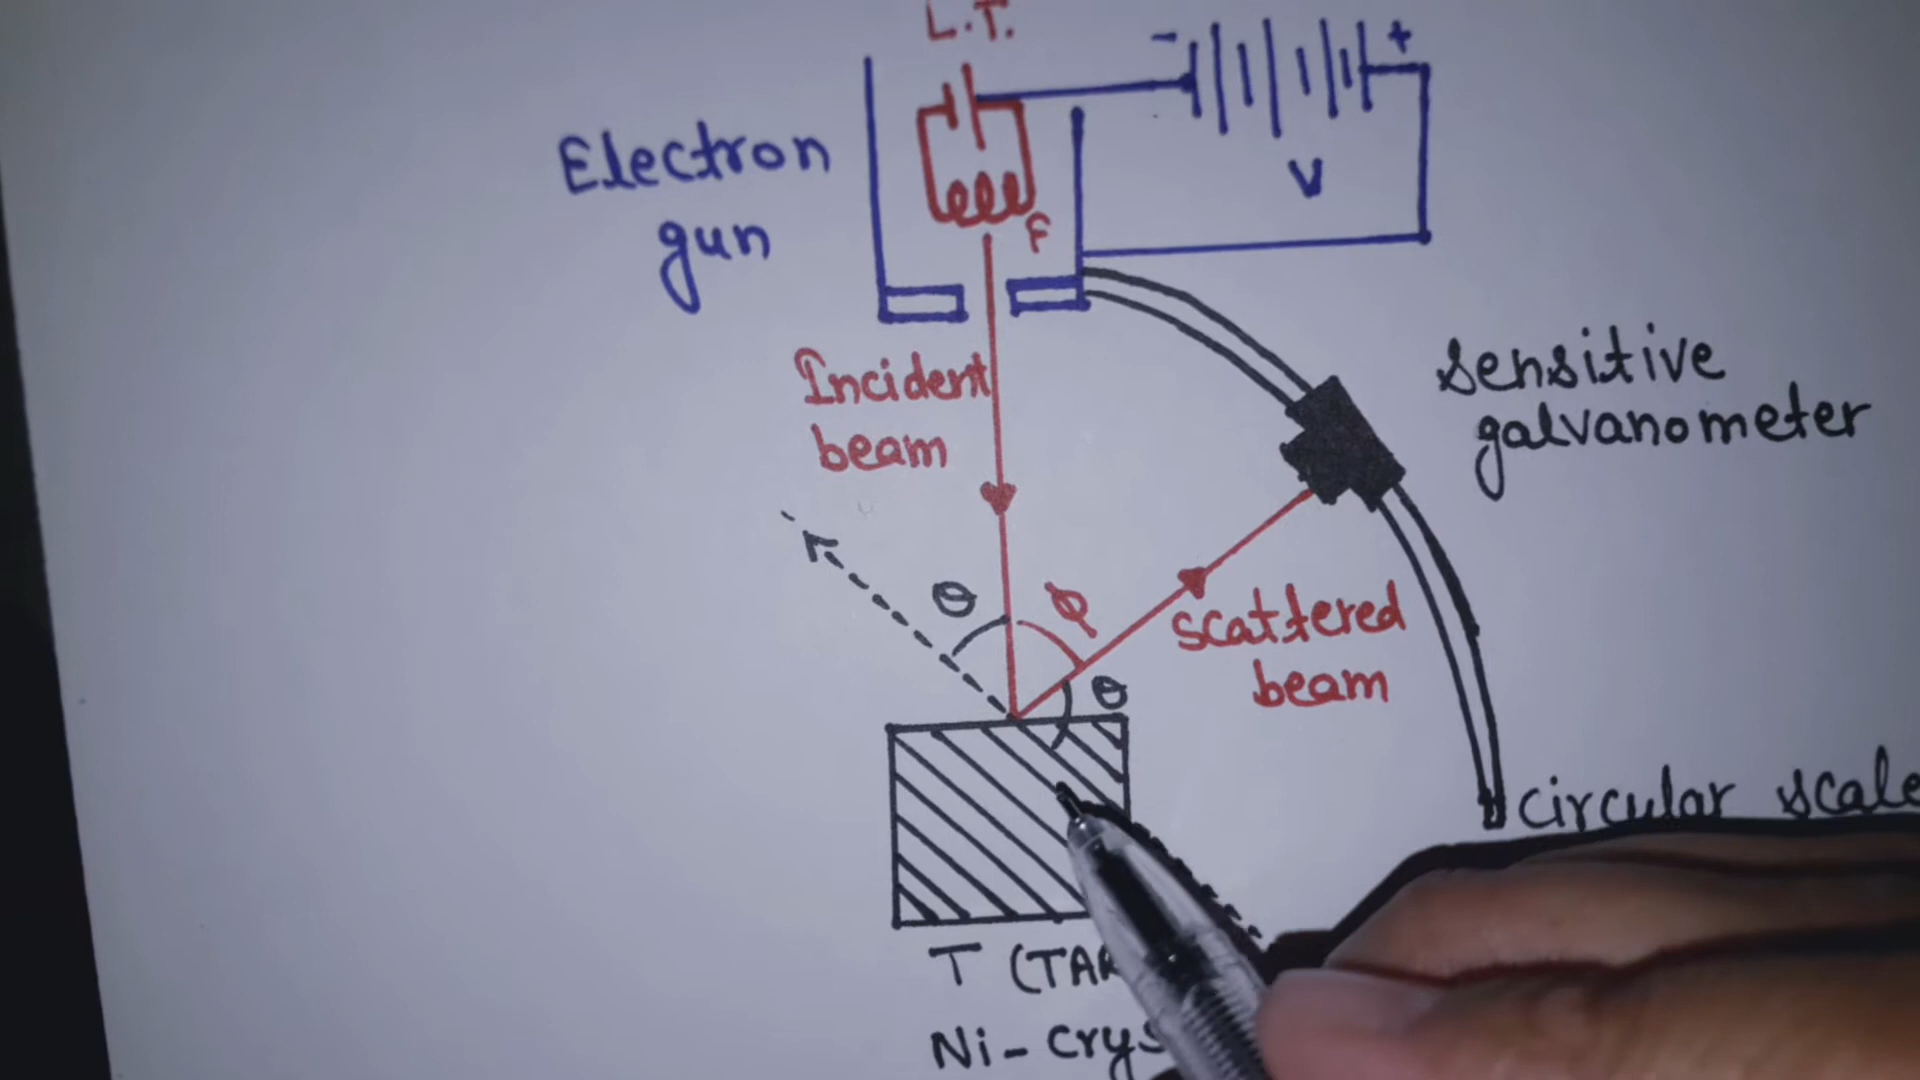 L.T.
- +
Electron
gun
V
F
Incident
beam
sensitive
galvanometer
θ
φ
scattered
beam
θ
circular scale
T (TAR
Ni-crys